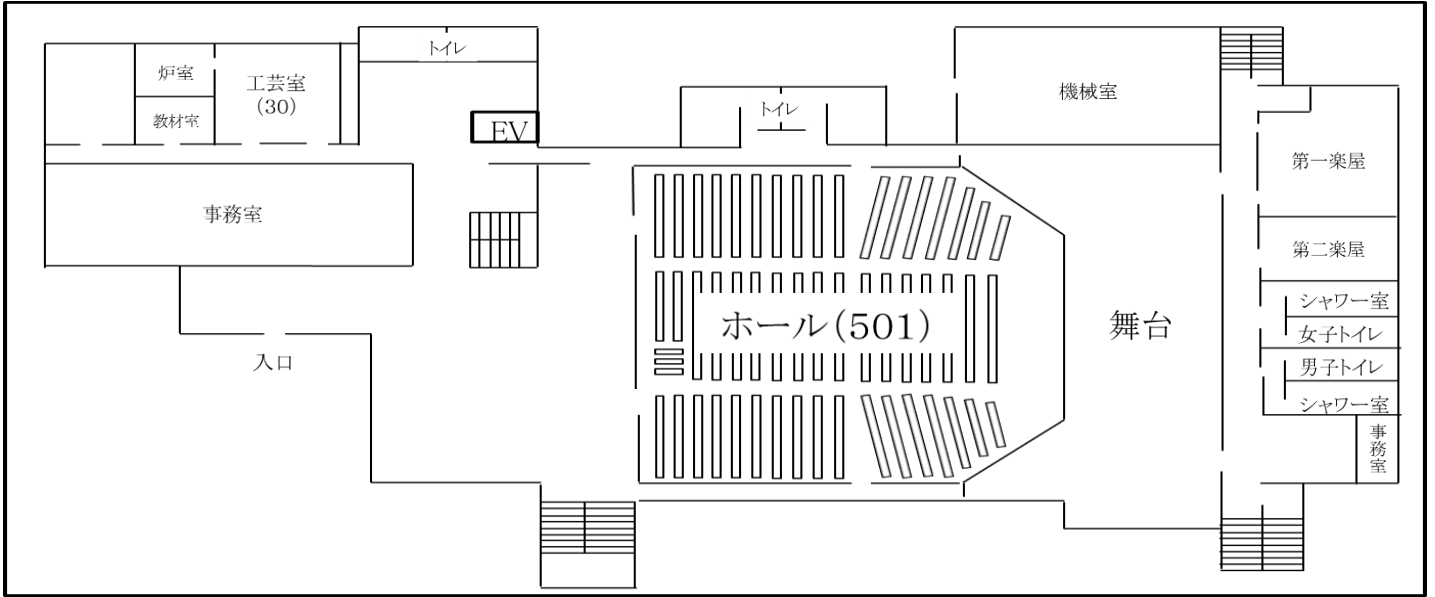 トイレ
炉室
工芸室
(30)
教材室
EV
トイレ
機械室
第一楽屋
事務室
第二楽屋
シャワー室
ホール(501)
舞台
女子トイレ
入口
男子トイレ
シャワー室
事務室